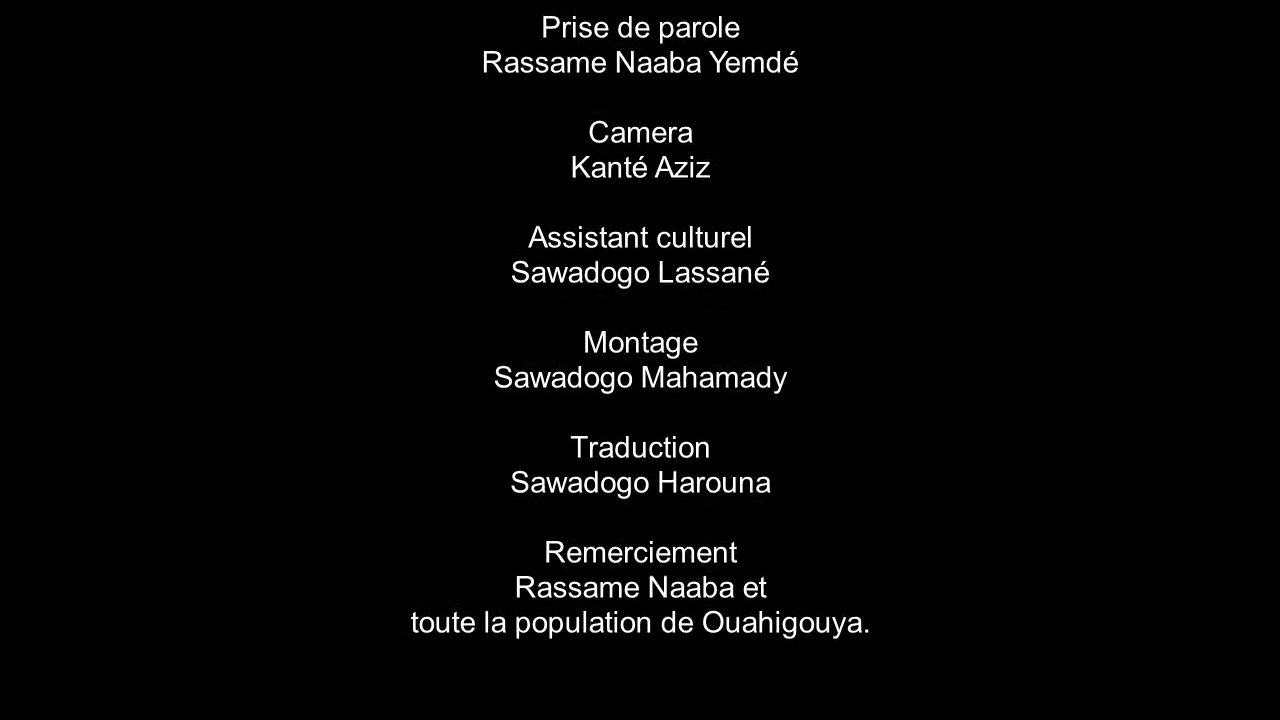 Prise de parole
Rassame Naaba Yemdé
Camera
Kanté Aziz
Assistant culturel
Sawadogo Lassané
Montage
Sawadogo Mahamady
Traduction
Sawadogo Harouna
Remerciement
Rassame Naaba et
toute la population de Ouahigouya.